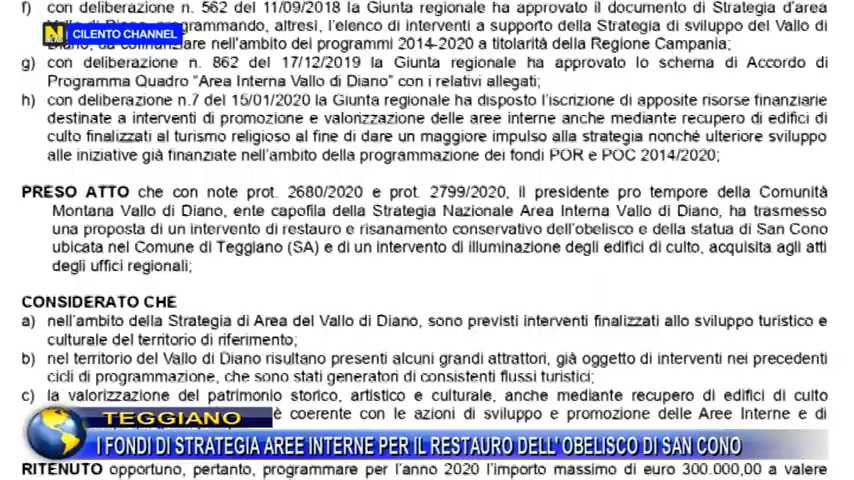 f) con deliberazione n. 562 del 11/09/2018 la Giunta regionale ha approvato il documento di Strategia d'area
Vallo di Diano, programmando, altresì, l'elenco di interventi a supporto della Strategia di sviluppo del Vallo di
CILENTO CHANNEL
Diano, da cofinanziare nell'ambito dei programmi 2014-2020 a titolarità della Regione Campania;
g) con deliberazione n. 862 del 17/12/2019 la Giunta regionale ha approvato lo schema di Accordo di
Programma Quadro "Area Interna Vallo di Diano" con i relativi allegati;
h) con deliberazione n.7 del 15/01/2020 la Giunta regionale ha disposto l'iscrizione di apposite risorse finanziarie
destinate a interventi di promozione e valorizzazione delle aree interne anche mediante recupero di edifici di
culto finalizzati al turismo religioso al fine di dare un maggiore impulso alla strategia nonché ulteriore sviluppo
alle iniziative già finanziate nell'ambito della programmazione dei fondi POR e POC 2014/2020;
PRESO ATTO che con note prot. 2680/2020 e prot. 2799/2020, il presidente pro tempore della Comunità
Montana Vallo di Diano, ente capofila della Strategia Nazionale Area Interna Vallo di Diano, ha trasmesso
una proposta di un intervento di restauro e risanamento conservativo dell'obelisco e della statua di San Cono
ubicata nel Comune di Teggiano (SA) e di un intervento di illuminazione degli edifici di culto, acquisita agli atti
degli uffici regionali;
CONSIDERATO CHE
a) nell'ambito della Strategia di Area del Vallo di Diano, sono previsti interventi finalizzati allo sviluppo turistico e
culturale del territorio di riferimento;
b) nel territorio del Vallo di Diano risultano presenti alcuni grandi attrattori, già oggetto di interventi nei precedenti
cicli di programmazione, che sono stati generatori di consistenti flussi turistici;
c) la valorizzazione del patrimonio storico, artistico e culturale, anche mediante recupero di edifici di culto
TEGGIANO
è coerente con le azioni di sviluppo e promozione delle Aree Interne e di
I FONDI DI STRATEGIA AREE INTERNE PER IL RESTAURO DELL'OBELISCO DI SAN CONO
RITENUTO opportuno, pertanto, programmare per l'anno 2020 l'importo massimo di euro 300.000,00 a valere